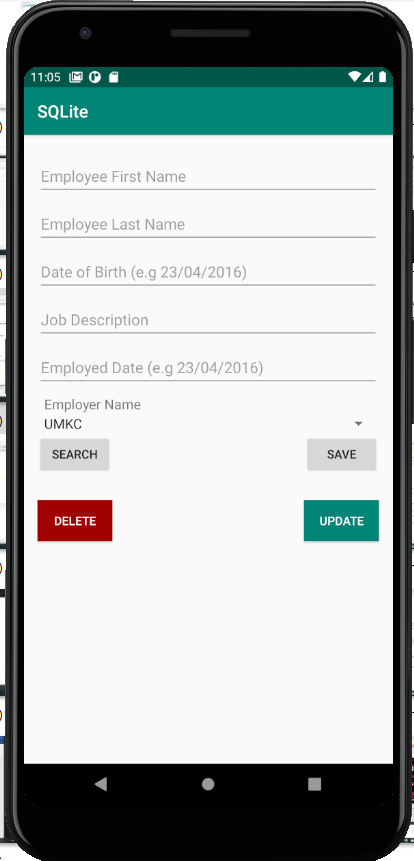 11:05
SQLite
Employee First Name
Employee Last Name
Date of Birth (e.g 23/04/2016)
Job Description
Employed Date (e.g 23/04/2016)
Employer Name
UMKC
SEARCH SAVE
DELETE UPDATE